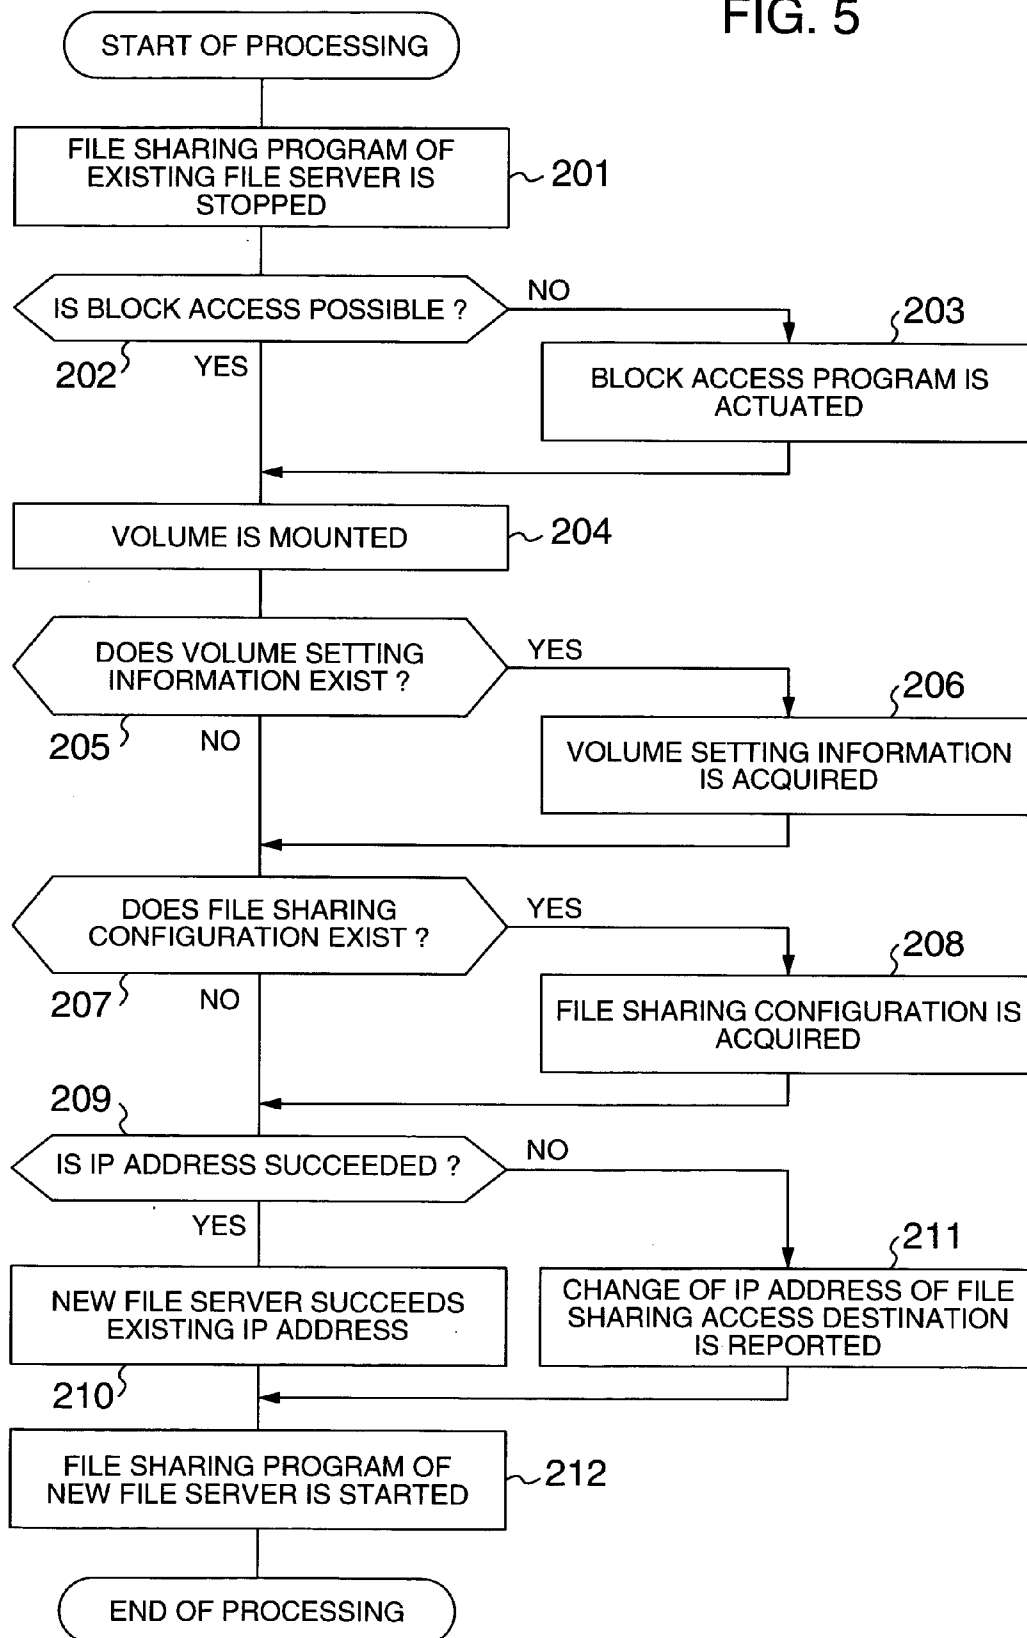 FIG. 5
START OF PROCESSING
FILE SHARING PROGRAM OF
EXISTING FILE SERVER IS
STOPPED
201
IS BLOCK ACCESS POSSIBLE ?
NO
202
YES
203
BLOCK ACCESS PROGRAM IS
ACTUATED
VOLUME IS MOUNTED
204
DOES VOLUME SETTING
INFORMATION EXIST ?
YES
205
NO
206
VOLUME SETTING INFORMATION
IS ACQUIRED
DOES FILE SHARING
CONFIGURATION EXIST ?
YES
207
NO
208
FILE SHARING CONFIGURATION IS
ACQUIRED
209
IS IP ADDRESS SUCCEEDED ?
NO
YES
211
NEW FILE SERVER SUCCEEDS
EXISTING IP ADDRESS
210
CHANGE OF IP ADDRESS OF FILE
SHARING ACCESS DESTINATION
IS REPORTED
FILE SHARING PROGRAM OF
NEW FILE SERVER IS STARTED
212
END OF PROCESSING